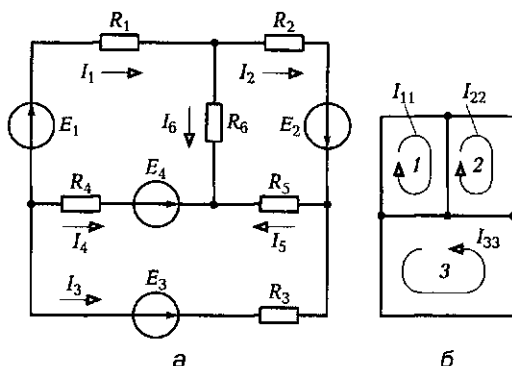 R1 R2
I1 I2
I11 I22
E1 I6 R6 E2
1 2
R4 E4 R5
I4 I5
I33
I3 E3 R3
3
а б